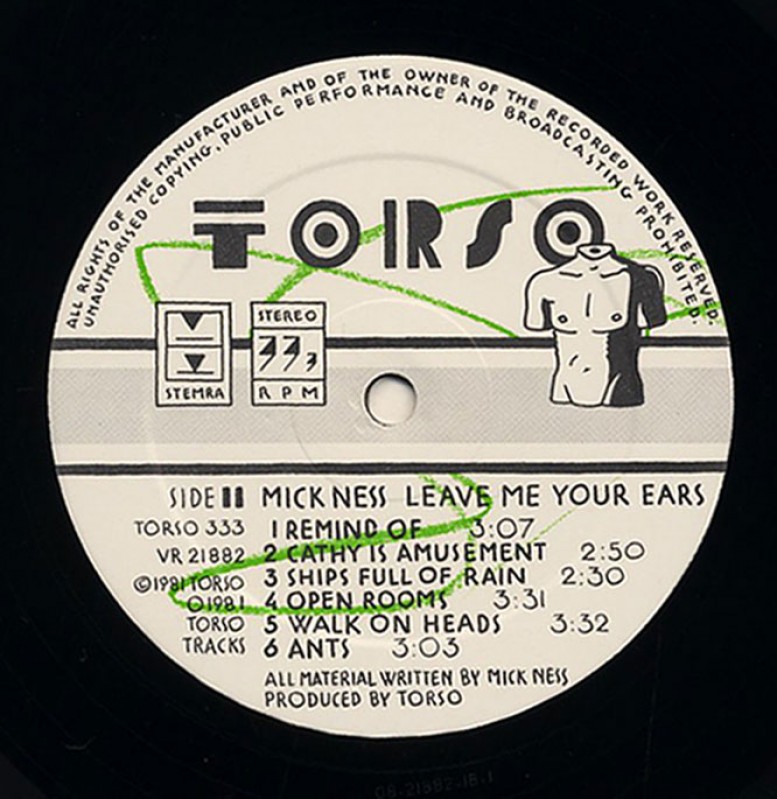 ALL RIGHTS OF THE MANUFACTURER AND OF THE OWNER OF THE RECORDED WORK RESERVED.
UNAUTHORISED COPYING, PUBLIC PERFORMANCE AND BROADCASTING PROHIBITED.
TORSO
STEMRA
STEREO
33 3
RPM
SIDE II MICK NESS LEAVE ME YOUR EARS
TORSO 333 1 REMIND OF 3:07
VR 21882 2 CATHY IS AMUSEMENT 2:50
©1981 TORSO 3 SHIPS FULL OF RAIN 2:30
O1981 4 OPEN ROOMS 3:31
TORSO 5 WALK ON HEADS 3:32
TRACKS 6 ANTS 3:03
ALL MATERIAL WRITTEN BY MICK NESS
PRODUCED BY TORSO